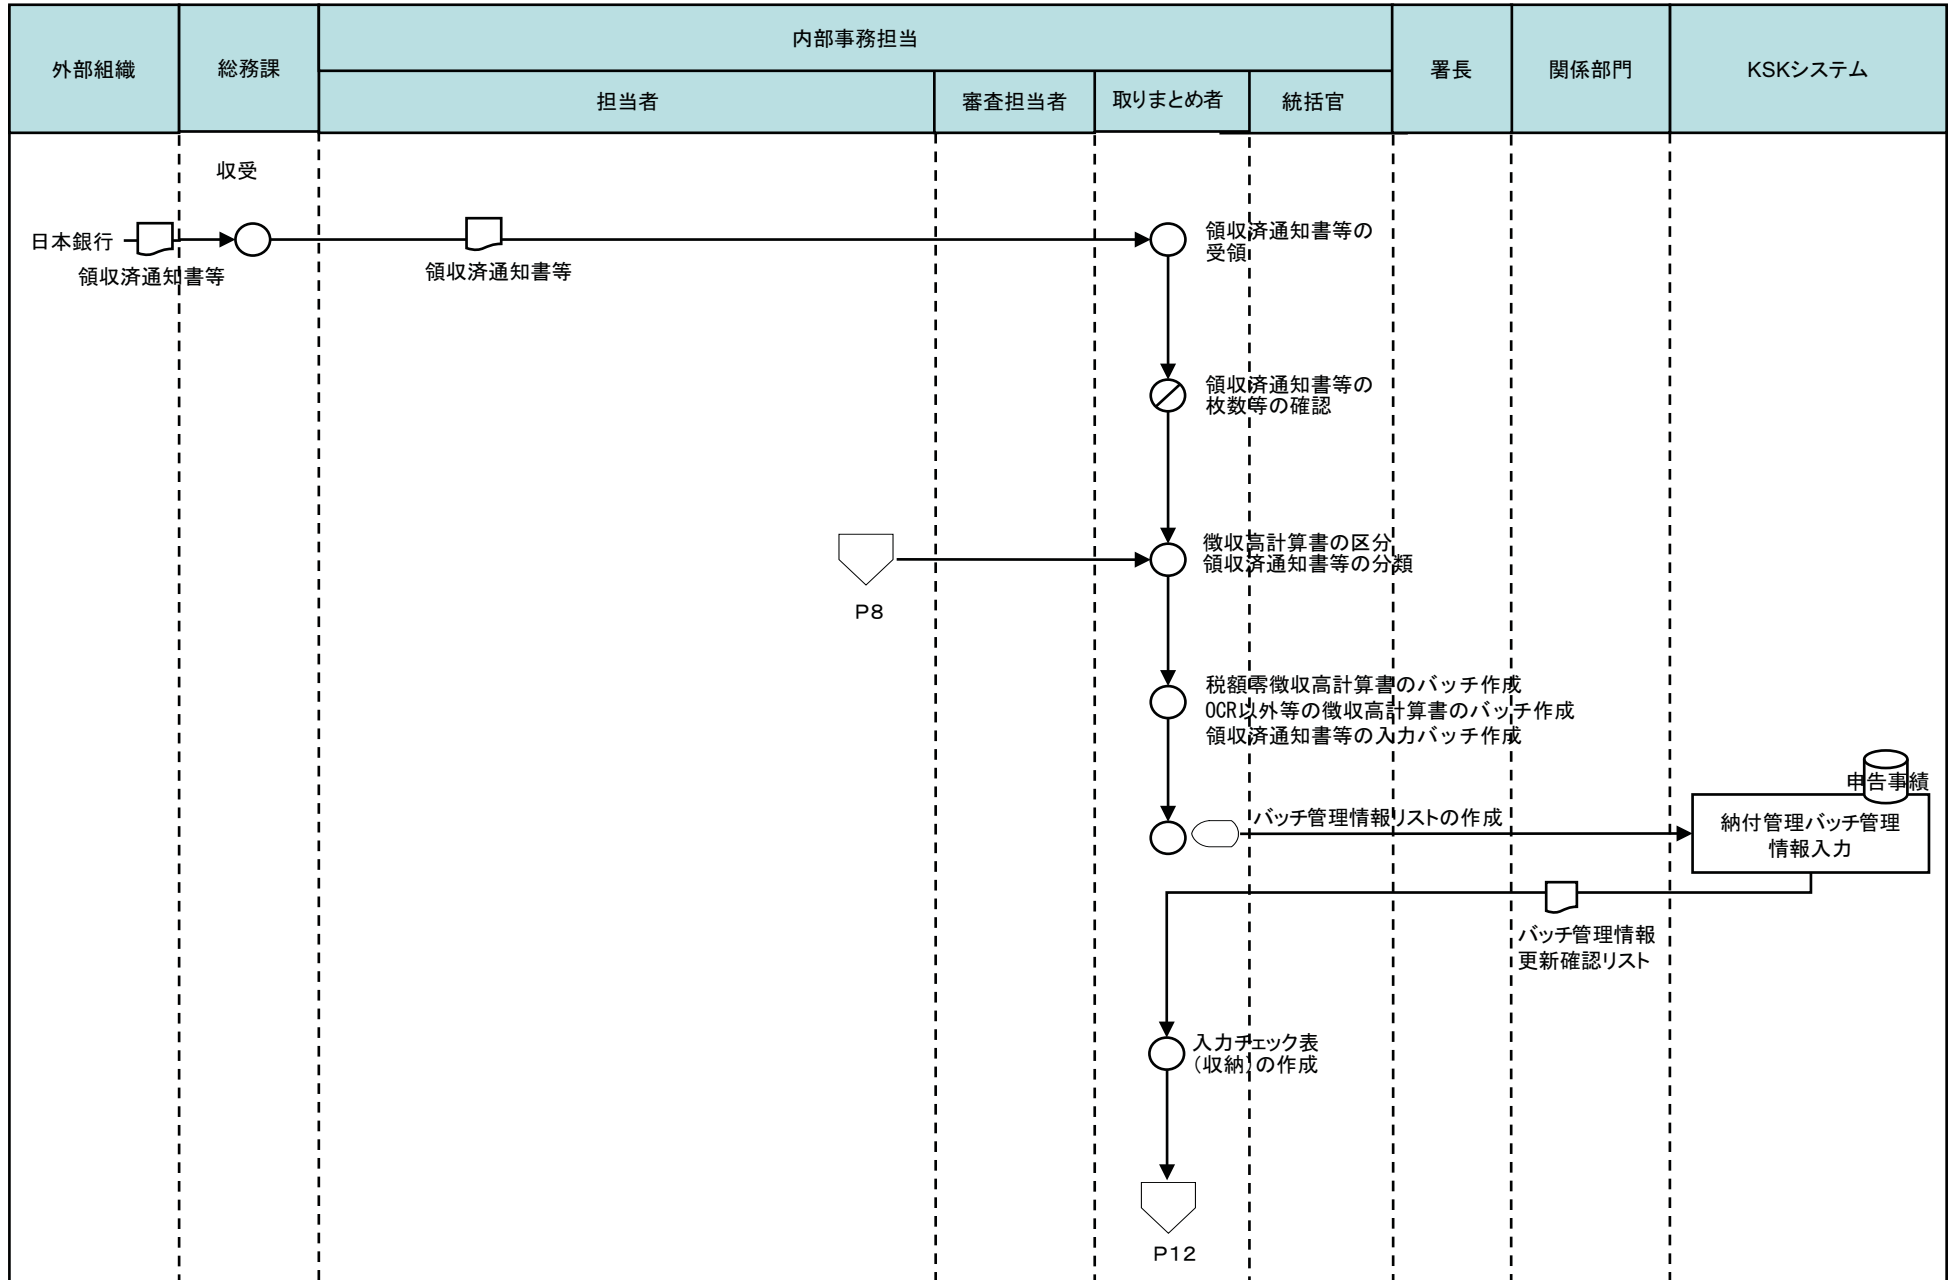 外部組織
総務課
内部事務担当
担当者
審査担当者
取りまとめ者
統括官
署長
関係部門
KSKシステム
収受
日本銀行
領収済通知書等
領収済通知書等
領収済通知書等の
受領
領収済通知書等の
枚数等の確認
徴収高計算書の区分
領収済通知書等の分類
P8
税額零徴収高計算書のバッチ作成
OCR以外等の徴収高計算書のバッチ作成
領収済通知書等の入力バッチ作成
申告事績
バッチ管理情報リストの作成
納付管理バッチ管理
情報入力
バッチ管理情報
更新確認リスト
入力チェック表
(収納)の作成
P12